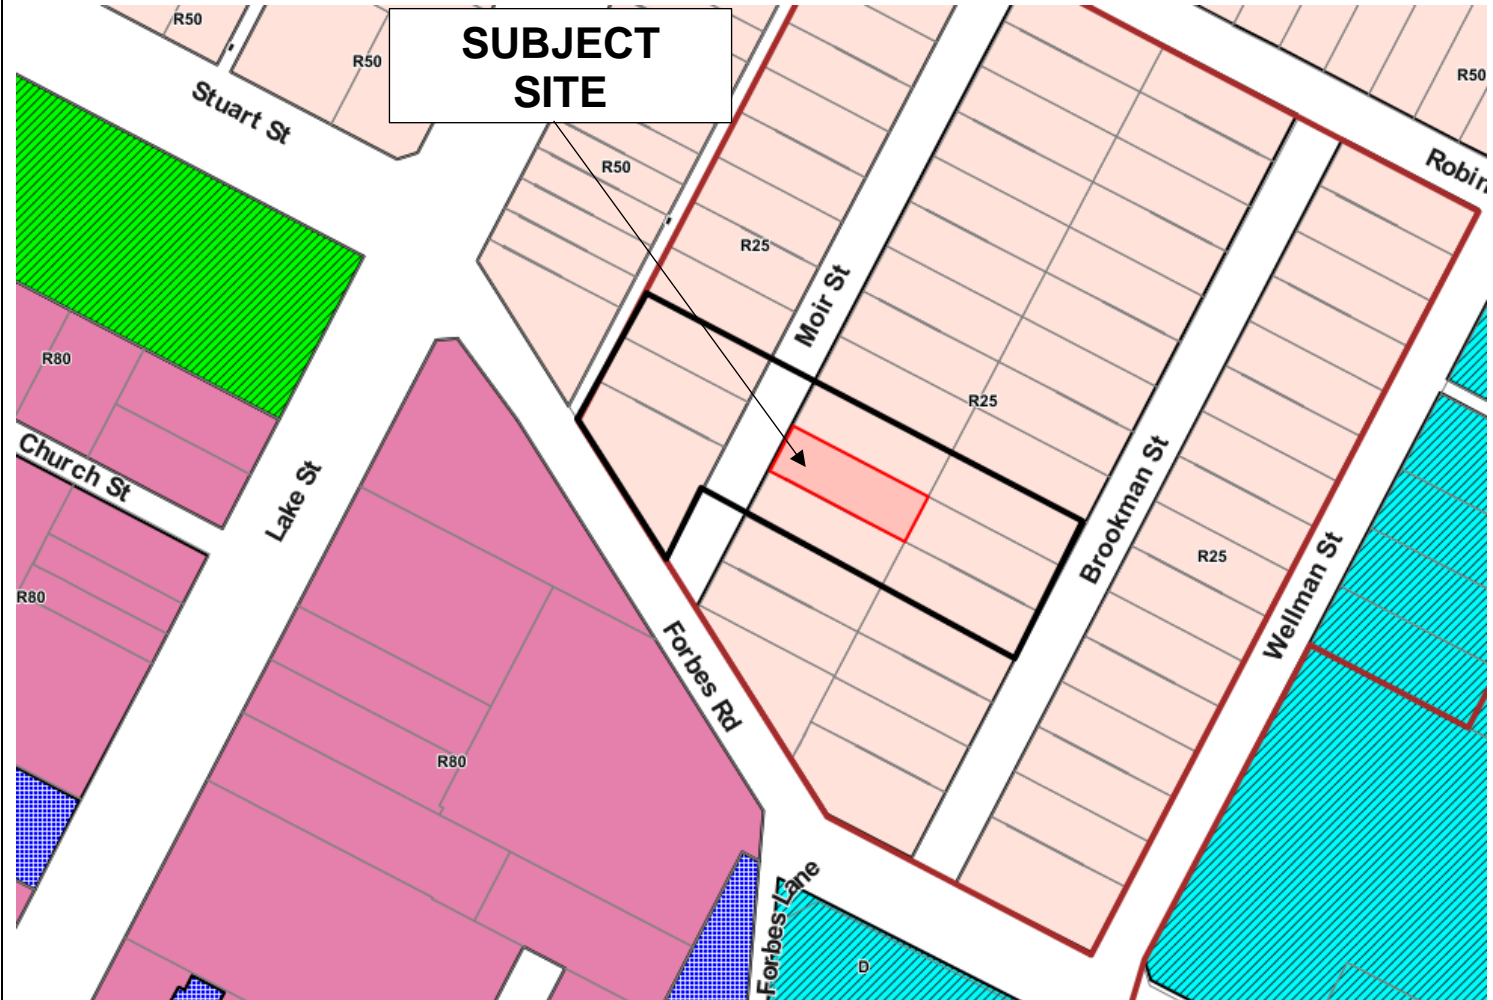 R50
R50
SUBJECT
SITE
R50
Stuart St
R50
Robin
R25
Moir St
R80
R25
Church St
Lake St
Brookman St
R25
Wellman St
R80
Forbes Rd
R80
Forbes Lane
D